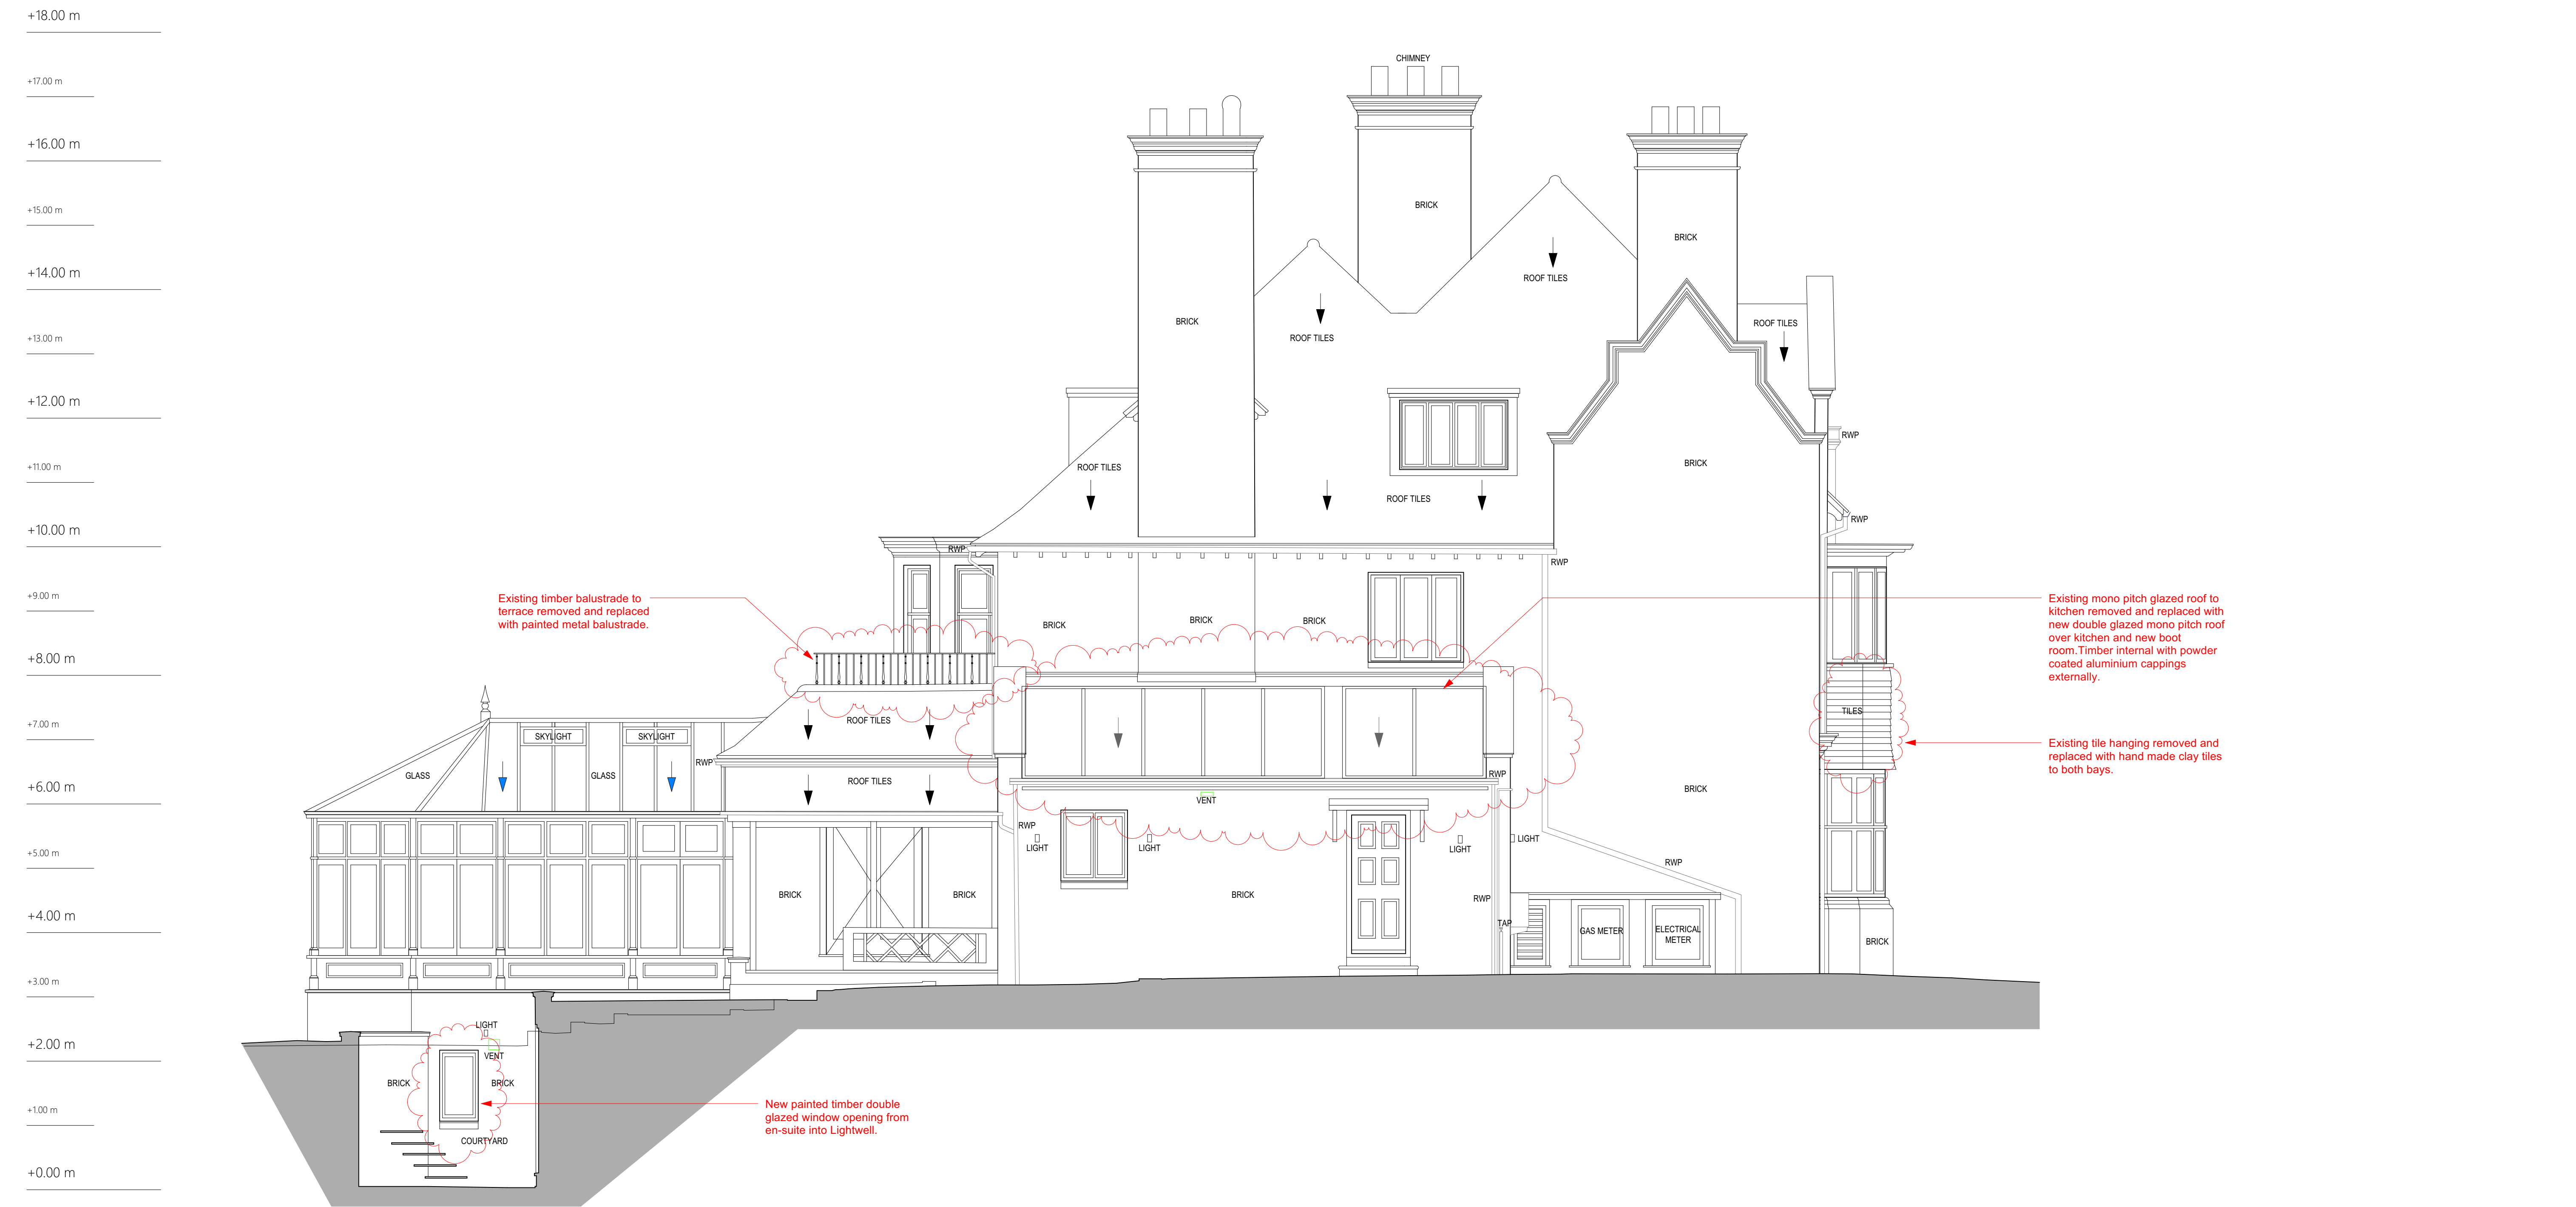 +18.00 m
+17.00 m
+16.00 m
+15.00 m
+14.00 m
+13.00 m
+12.00 m
+11.00 m
+10.00 m
+9.00 m
+8.00 m
+7.00 m
+6.00 m
+5.00 m
+4.00 m
+3.00 m
+2.00 m
+1.00 m
+0.00 m
CHIMNEY
BRICK
BRICK
BRICK
ROOF TILES
ROOF TILES
ROOF TILES
RWP
BRICK
ROOF TILES
ROOF TILES
RWP
RWP
RWP
Existing timber balustrade to
terrace removed and replaced
with painted metal balustrade.
BRICK
BRICK
BRICK
Existing mono pitch glazed roof to
kitchen removed and replaced with
new double glazed mono pitch roof
over kitchen and new boot
room.Timber internal with powder
coated aluminium cappings
externally.
TILES
ROOF TILES
SKYLIGHT
SKYLIGHT
Existing tile hanging removed and
replaced with hand made clay tiles
to both bays.
GLASS
GLASS
RWP
ROOF TILES
RWP
BRICK
VENT
RWP
LIGHT
LIGHT
LIGHT
LIGHT
RWP
BRICK
BRICK
BRICK
RWP
TAP
GAS METER
ELECTRICAL
METER
BRICK
LIGHT
VENT
BRICK
BRICK
COURTYARD
New painted timber double
glazed window opening from
en-suite into Lightwell.